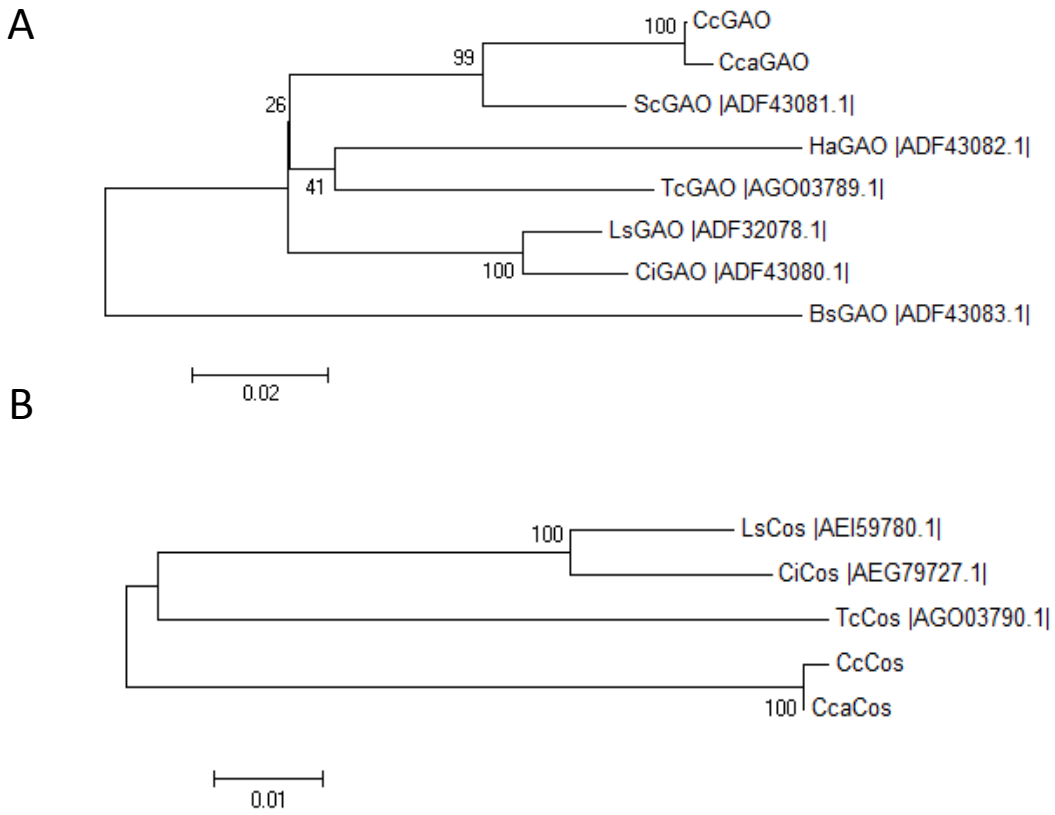 A
CcGAO
100
CcaGAO
99
ScGAO |ADF43081.1|
26
HaGAO |ADF43082.1|
41
TcGAO |AGO03789.1|
LsGAO |ADF32078.1|
100
CiGAO |ADF43080.1|
BsGAO |ADF43083.1|
0.02
B
LsCos |AEI59780.1|
100
CiCos |AEG79727.1|
TcCos |AGO03790.1|
CcCos
100
CcaCos
0.01